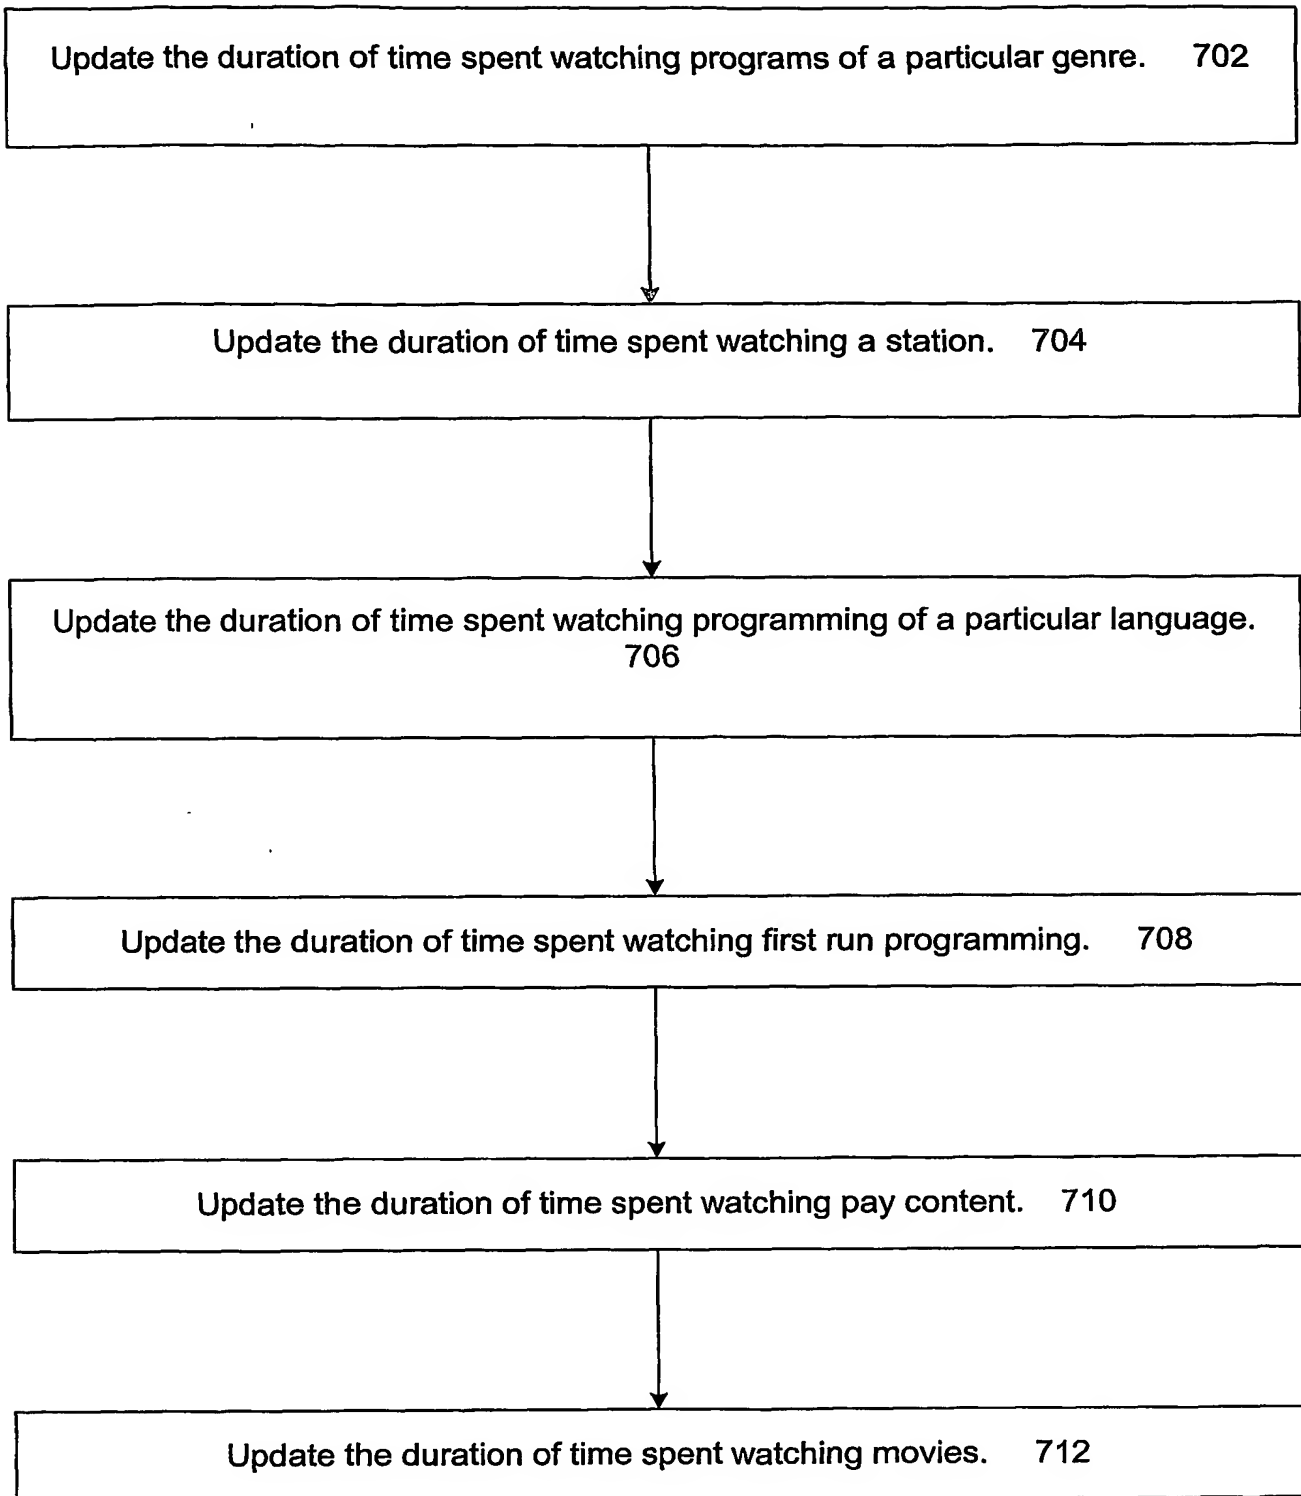 Update the duration of time spent watching programs of a particular genre. 702
Update the duration of time spent watching a station. 704
Update the duration of time spent watching programming of a particular language.
706
Update the duration of time spent watching first run programming. 708
Update the duration of time spent watching pay content. 710
Update the duration of time spent watching movies. 712